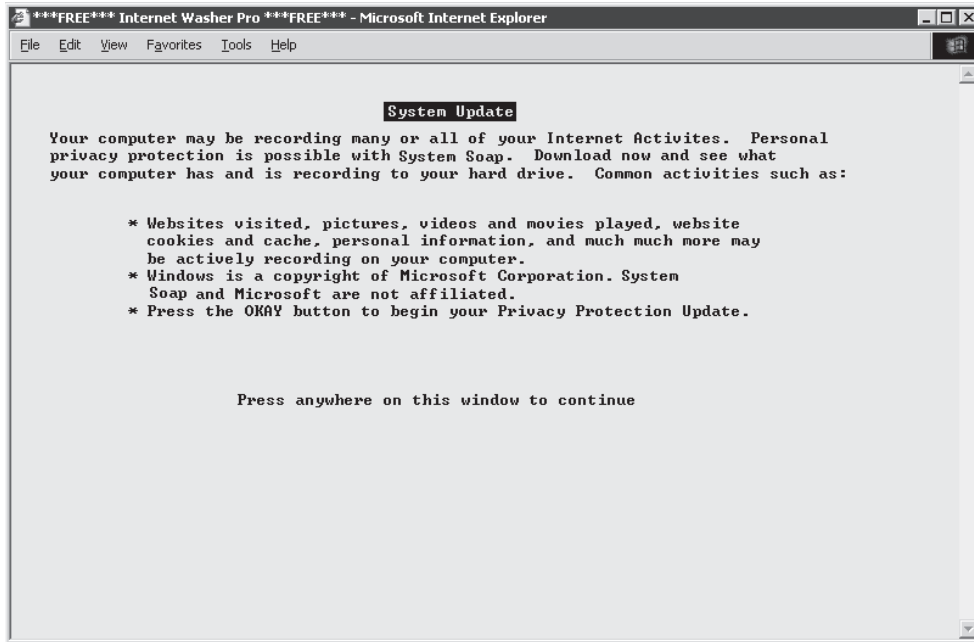 ***FREE*** Internet Washer Pro ***FREE*** - Microsoft Internet Explorer
File Edit View Favorites Tools Help
System Update
Your computer may be recording many or all of your Internet Activites. Personal
privacy protection is possible with System Soap. Download now and see what
your computer has and is recording to your hard drive. Common activities such as:
* Websites visited, pictures, videos and movies played, website
cookies and cache, personal information, and much much more may
be actively recording on your computer.
* Windows is a copyright of Microsoft Corporation. System
Soap and Microsoft are not affiliated.
* Press the OKAY button to begin your Privacy Protection Update.
Press anywhere on this window to continue